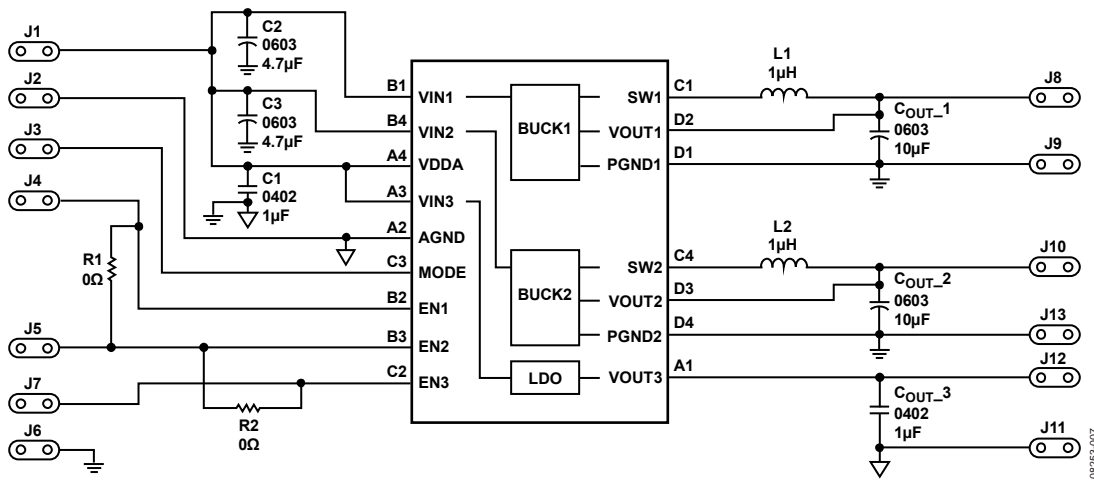 J1
C2
0603
4.7µF
J2
C3
0603
4.7µF
J3
C1
0402
1µF
J4
R1
0Ω
J5
J7
R2
0Ω
J6
B1
VIN1
B4
VIN2
A4
VDDA
A3
VIN3
A2
AGND
C3
MODE
B2
EN1
B3
EN2
C2
EN3
BUCK1
BUCK2
LDO
SW1
C1
VOUT1
D2
PGND1
D1
SW2
C4
VOUT2
D3
PGND2
D4
VOUT3
A1
L1
1µH
COUT_1
0603
10µF
J8
J9
L2
1µH
COUT_2
0603
10µF
J10
J13
J12
COUT_3
0402
1µF
J11
08253-007